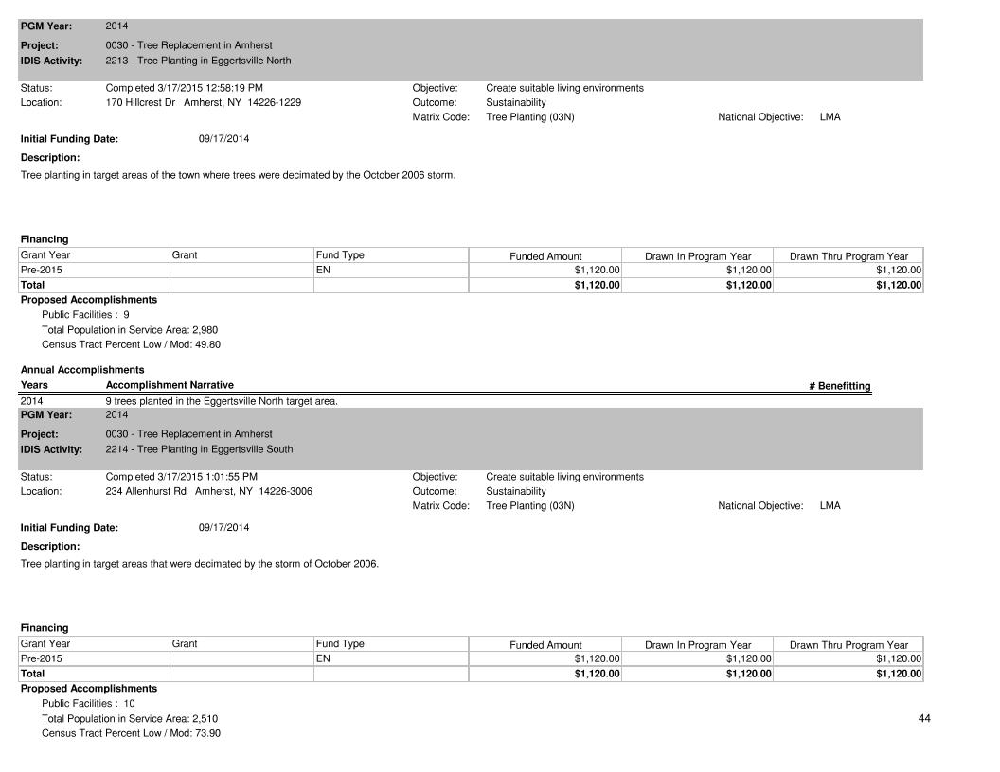 PGM Year: 2014
Project: 0030 - Tree Replacement in Amherst
IDIS Activity: 2213 - Tree Planting in Eggertsville North
Status: Completed 3/17/2015 12:58:19 PM Objective: Create suitable living environments
Location: 170 Hillcrest Dr Amherst, NY 14226-1229 Outcome: Sustainability
Matrix Code: Tree Planting (03N) National Objective: LMA
Initial Funding Date: 09/17/2014
Description:
Tree planting in target areas of the town where trees were decimated by the October 2006 storm.
Financing
Grant Year Grant Fund Type Funded Amount Drawn In Program Year Drawn Thru Program Year
Pre-2015 EN $1,120.00 $1,120.00 $1,120.00
Total $1,120.00 $1,120.00 $1,120.00
Proposed Accomplishments
Public Facilities : 9
Total Population in Service Area: 2,980
Census Tract Percent Low / Mod: 49.80
Annual Accomplishments
Years Accomplishment Narrative # Benefitting
2014 9 trees planted in the Eggertsville North target area.
PGM Year: 2014
Project: 0030 - Tree Replacement in Amherst
IDIS Activity: 2214 - Tree Planting in Eggertsville South
Status: Completed 3/17/2015 1:01:55 PM Objective: Create suitable living environments
Location: 234 Allenhurst Rd Amherst, NY 14226-3006 Outcome: Sustainability
Matrix Code: Tree Planting (03N) National Objective: LMA
Initial Funding Date: 09/17/2014
Description:
Tree planting in target areas that were decimated by the storm of October 2006.
Financing
Grant Year Grant Fund Type Funded Amount Drawn In Program Year Drawn Thru Program Year
Pre-2015 EN $1,120.00 $1,120.00 $1,120.00
Total $1,120.00 $1,120.00 $1,120.00
Proposed Accomplishments
Public Facilities : 10
Total Population in Service Area: 2,510
Census Tract Percent Low / Mod: 73.90
44